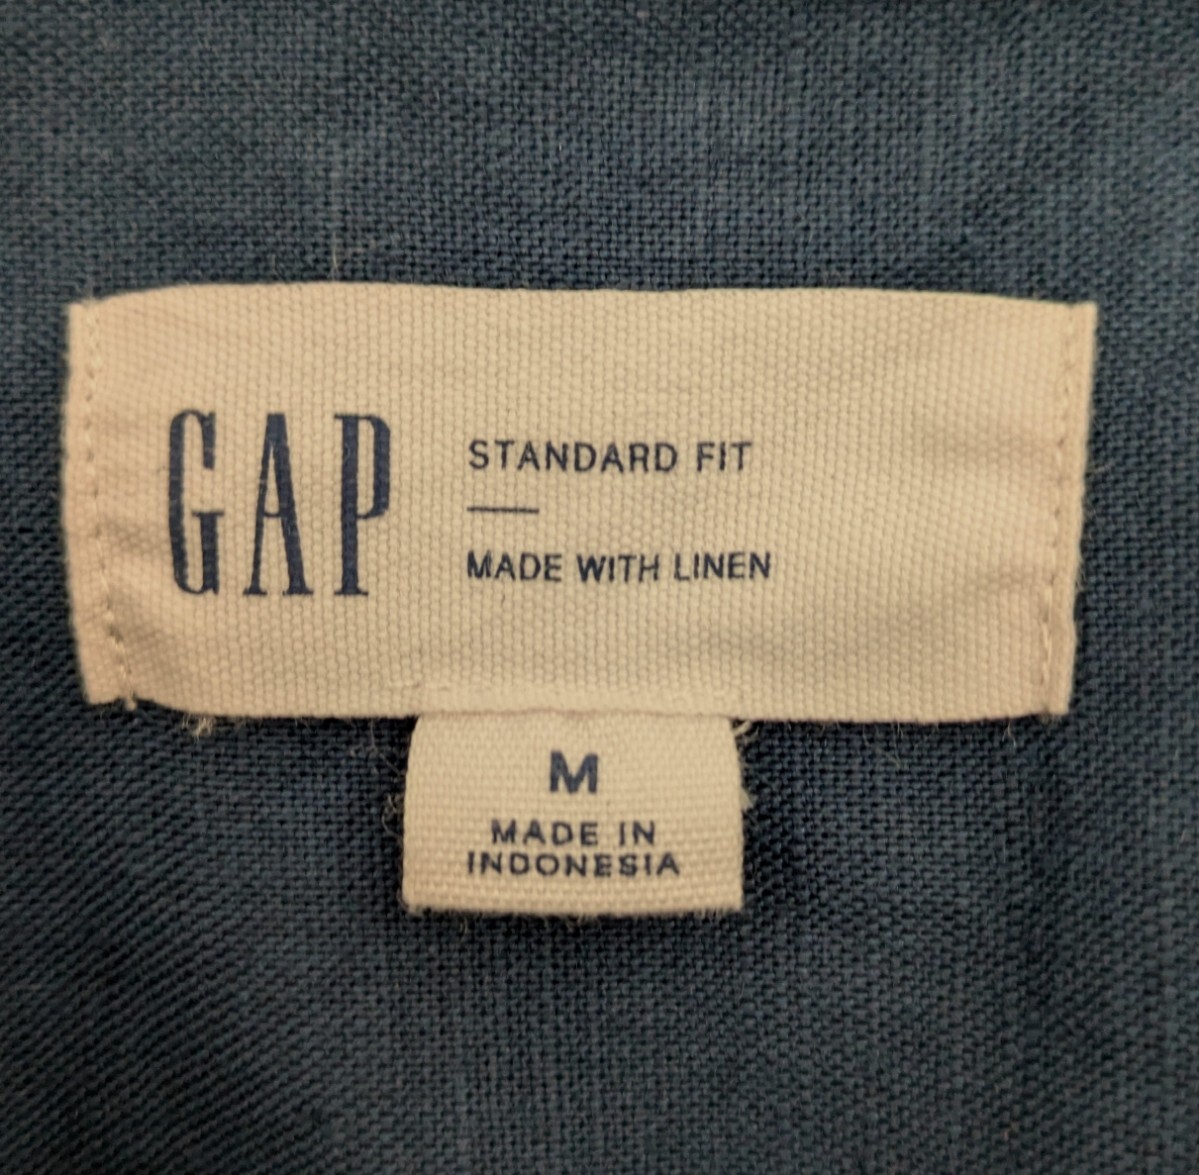 GAP
STANDARD FIT
MADE WITH LINEN
M
MADE IN
INDONESIA